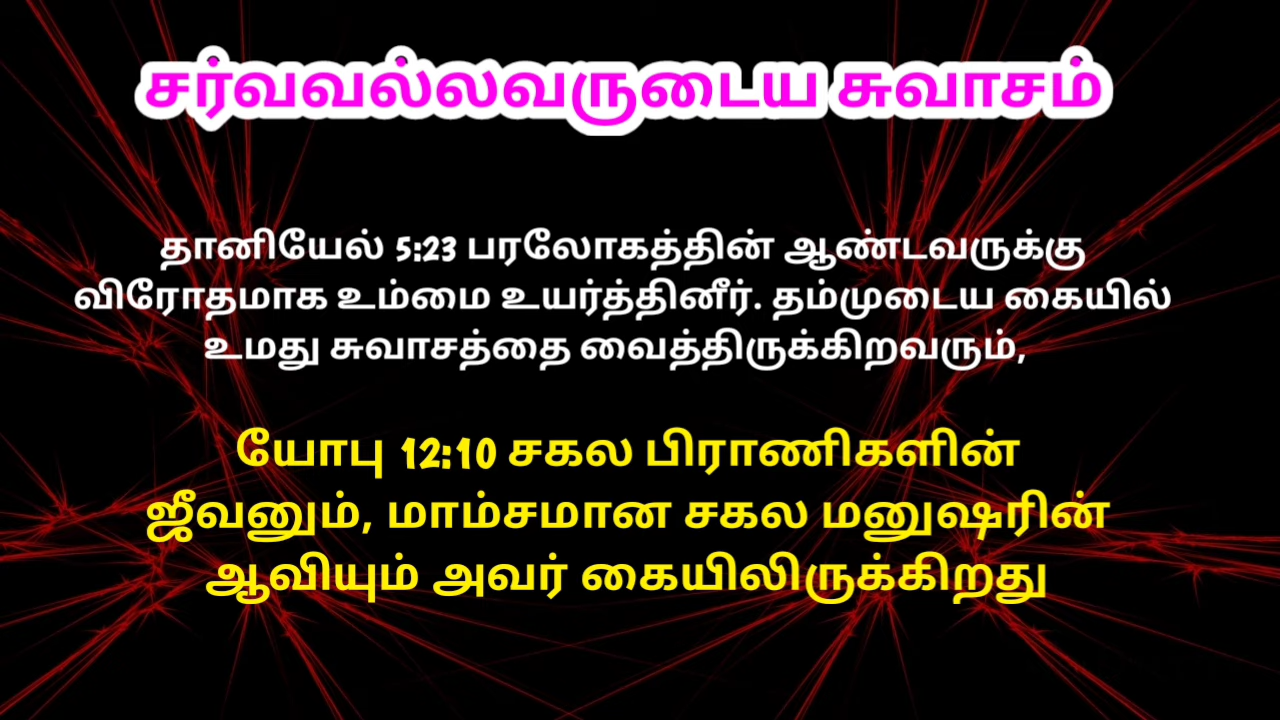 சர்வவல்லவருடைய சுவாசம்
தானியேல் 5:23 பரலோகத்தின் ஆண்டவருக்கு
விரோதமாக உம்மை உயர்த்தினீர். தம்முடைய கையில்
உமது சுவாசத்தை வைத்திருக்கிறவரும்,
யோபு 12:10 சகல பிராணிகளின்
ஜீவனும், மாம்சமான சகல மனுஷரின்
ஆவியும் அவர் கையிலிருக்கிறது